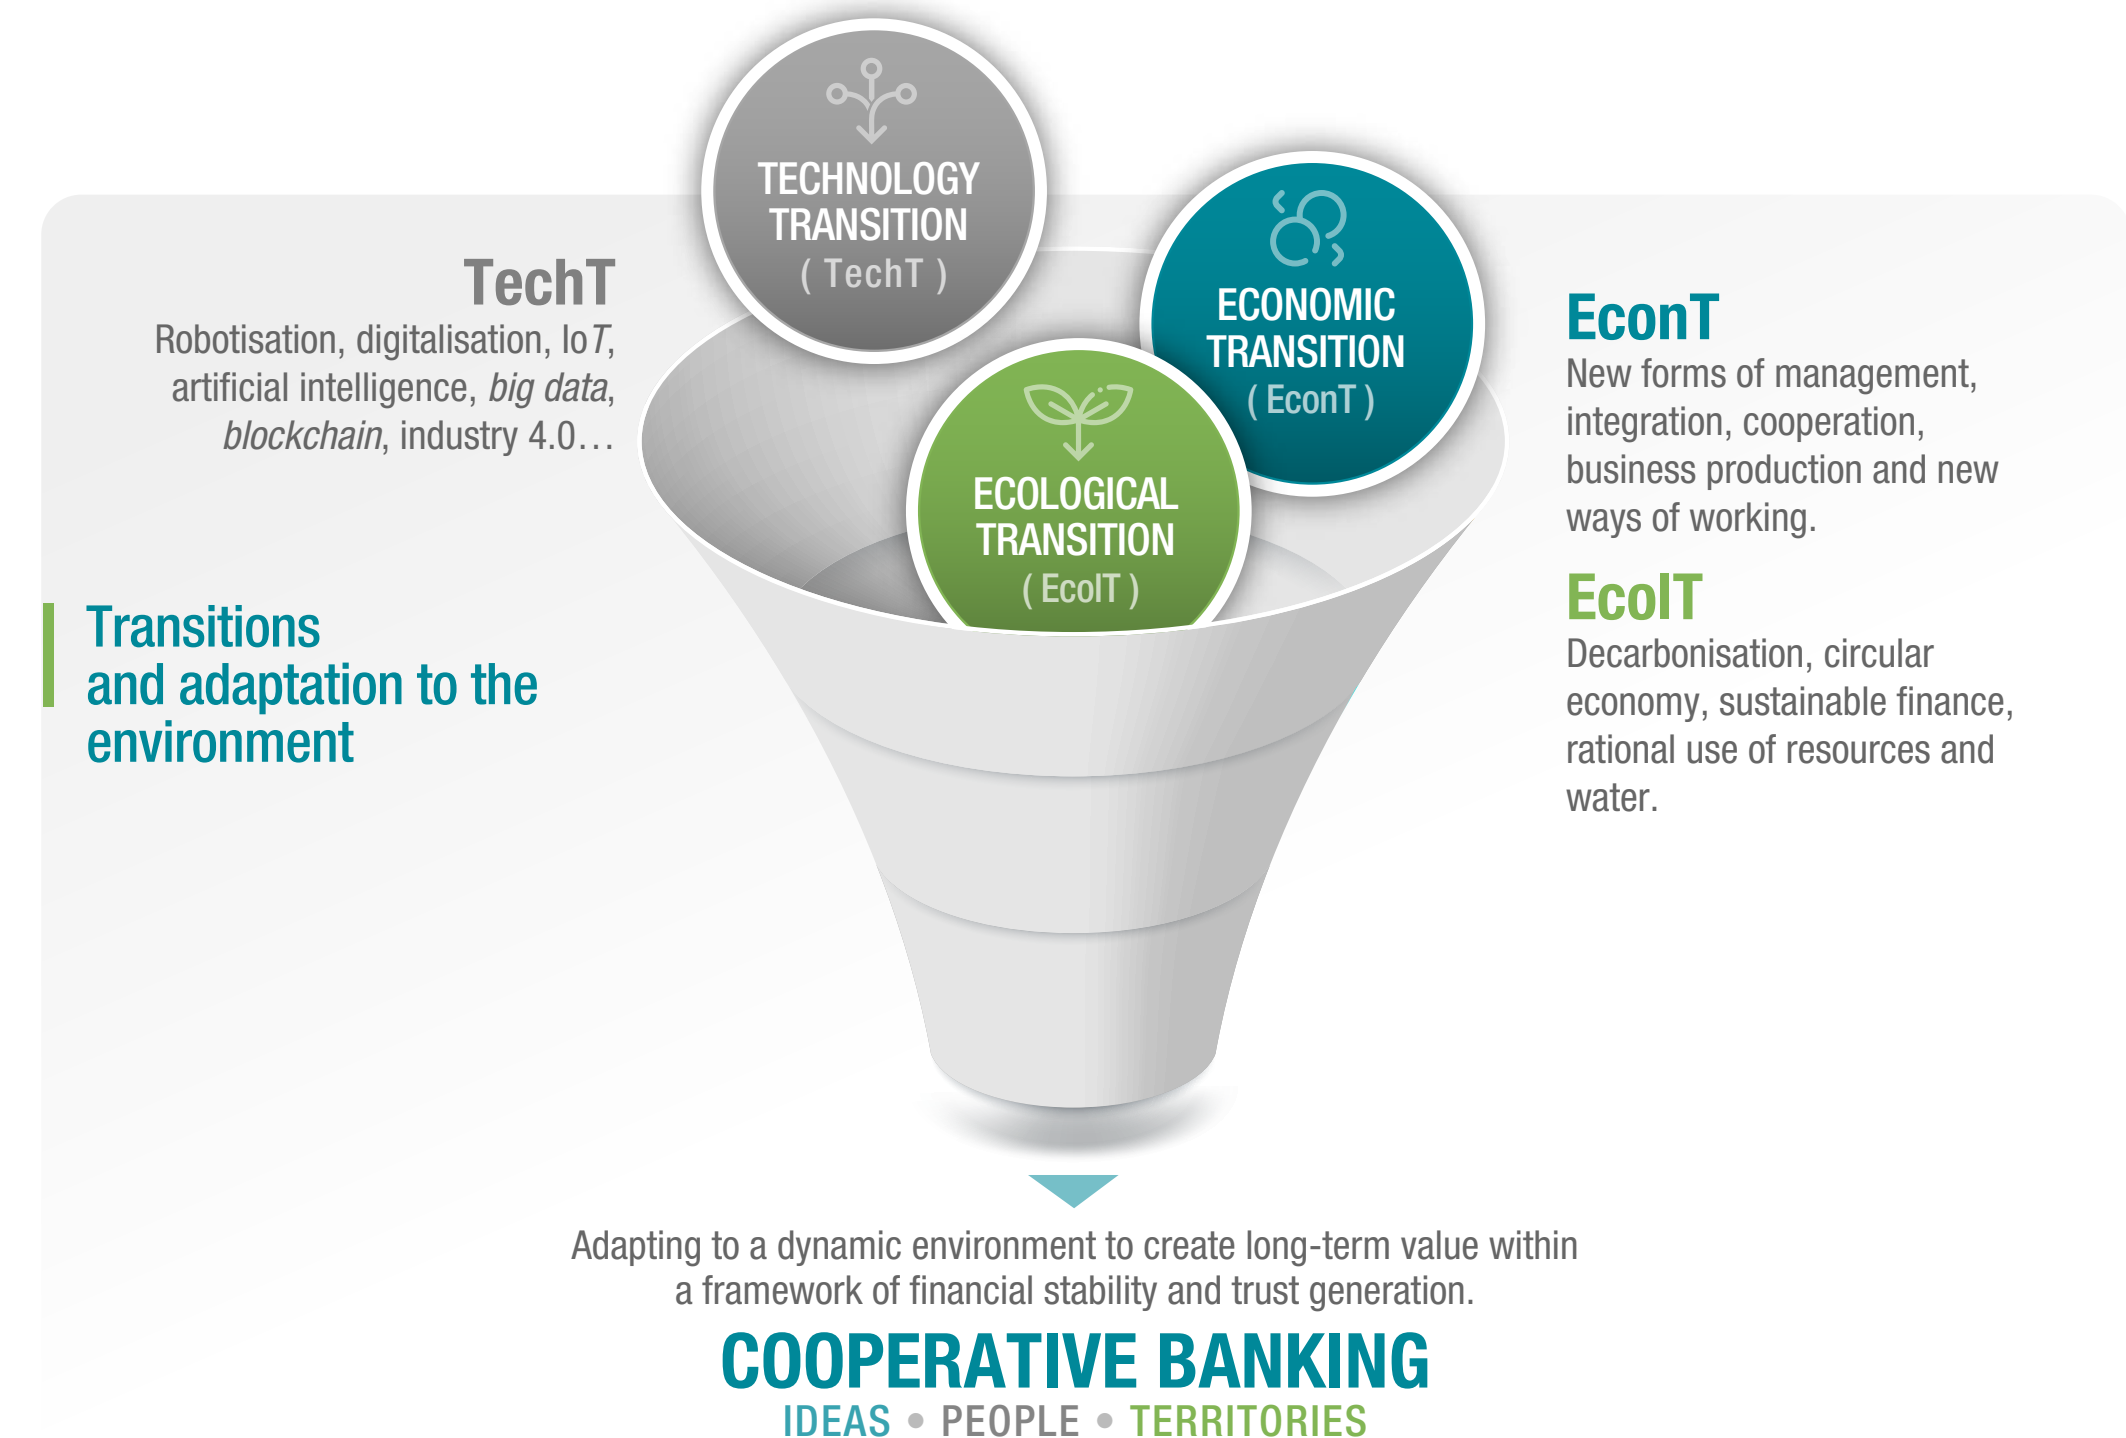 TECHNOLOGY
TRANSITION
( TechT )
ECONOMIC
TRANSITION
( EconT )
ECOLOGICAL
TRANSITION
( EcolT )
TechT
Robotisation, digitalisation, IoT,
artificial intelligence, big data,
blockchain, industry 4.0…
Transitions
and adaptation to the
environment
EconT
New forms of management,
integration, cooperation,
business production and new
ways of working.
EcolT
Decarbonisation, circular
economy, sustainable finance,
rational use of resources and
water.
Adapting to a dynamic environment to create long-term value within
a framework of financial stability and trust generation.
COOPERATIVE BANKING
IDEAS • PEOPLE • TERRITORIES